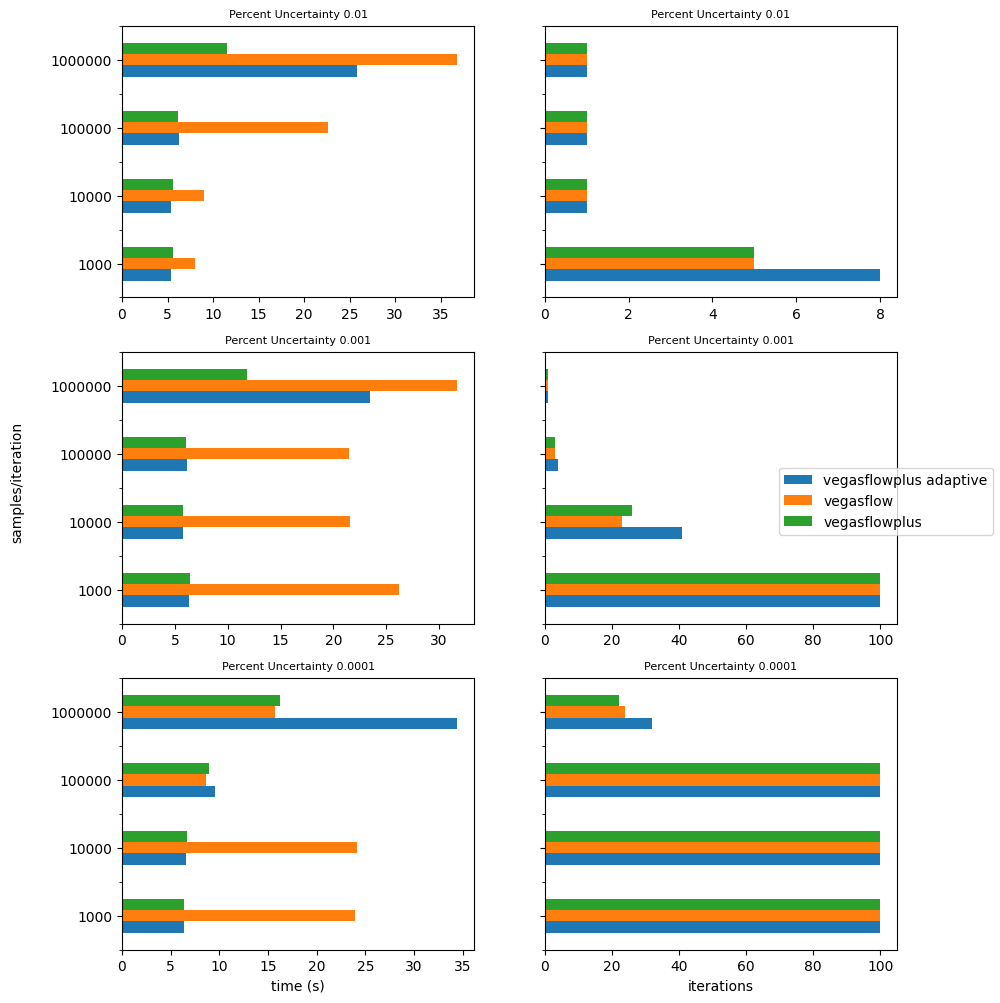 Percent Uncertainty 0.01
Percent Uncertainty 0.01
1000000
100000
10000
1000
0 5 10 15 20 25 30 35
0 2 4 6 8
Percent Uncertainty 0.001
Percent Uncertainty 0.001
samples/iteration
1000000
100000
10000
1000
0 5 10 15 20 25 30
0 20 40 60 80 100
vegasflowplus adaptive
vegasflow
vegasflowplus
Percent Uncertainty 0.0001
Percent Uncertainty 0.0001
1000000
100000
10000
1000
0 5 10 15 20 25 30 35
0 20 40 60 80 100
time (s)
iterations